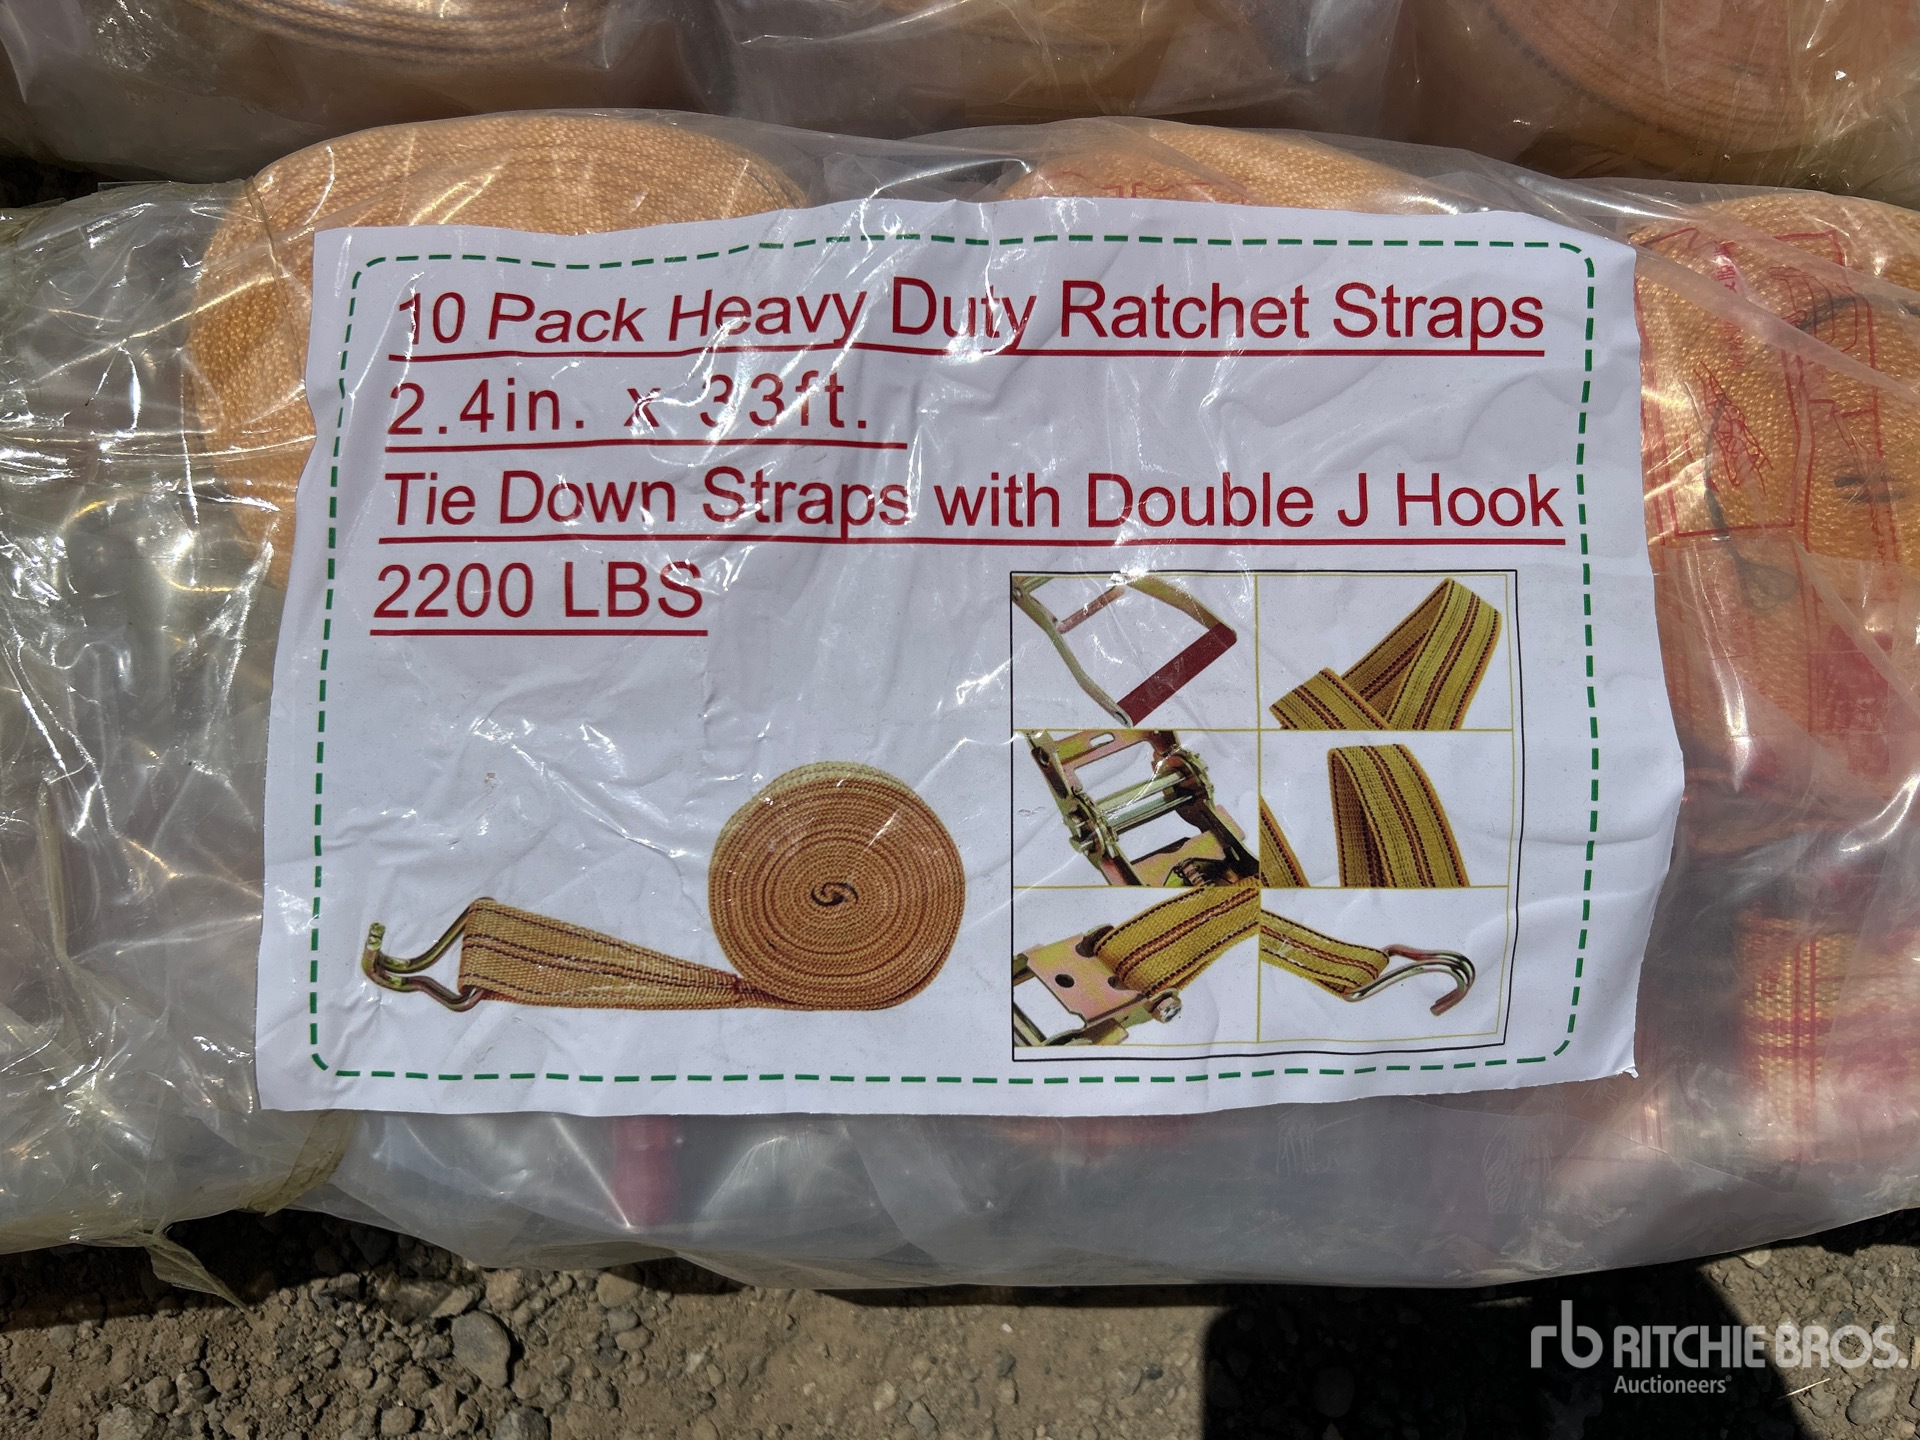 10 Pack Heavy Duty Ratchet Straps
2.4in. x 33ft.
Tie Down Straps with Double J Hook
2200 LBS
rb RITCHIE BROS.
Auctioneers